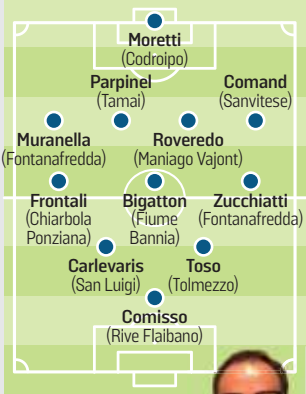 Moretti
(Codroipo)
Parpinel
(Tamai)
Comand
(Sanvitese)
Muranella
(Fontanafredda)
Roveredo
(Maniago Vajont)
Frontali
(Chiarbola
Ponziana)
Bigatton
(Fiume
Bannia)
Zucchiatti
(Fontanafredda)
Carlevaris
(San Luigi)
Toso
(Tolmezzo)
Comisso
(Rive Flaibano)